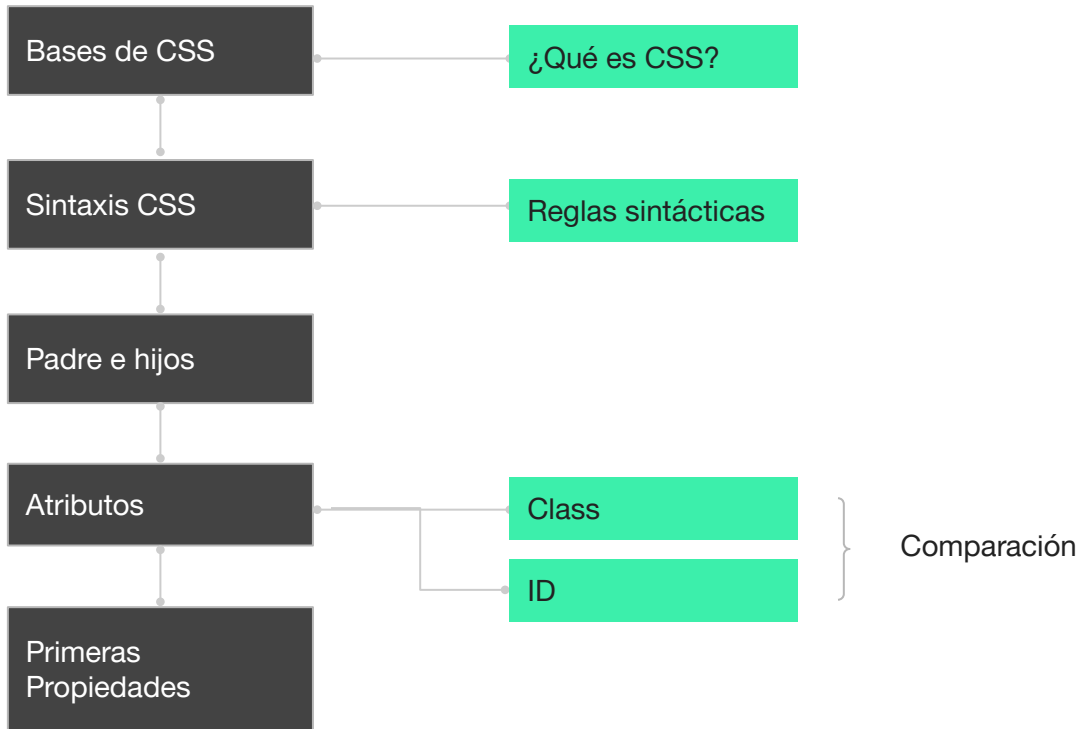 Bases de CSS
¿Qué es CSS?
Sintaxis CSS
Reglas sintácticas
Padre e hijos
Atributos
Class
ID
Comparación
Primeras
Propiedades